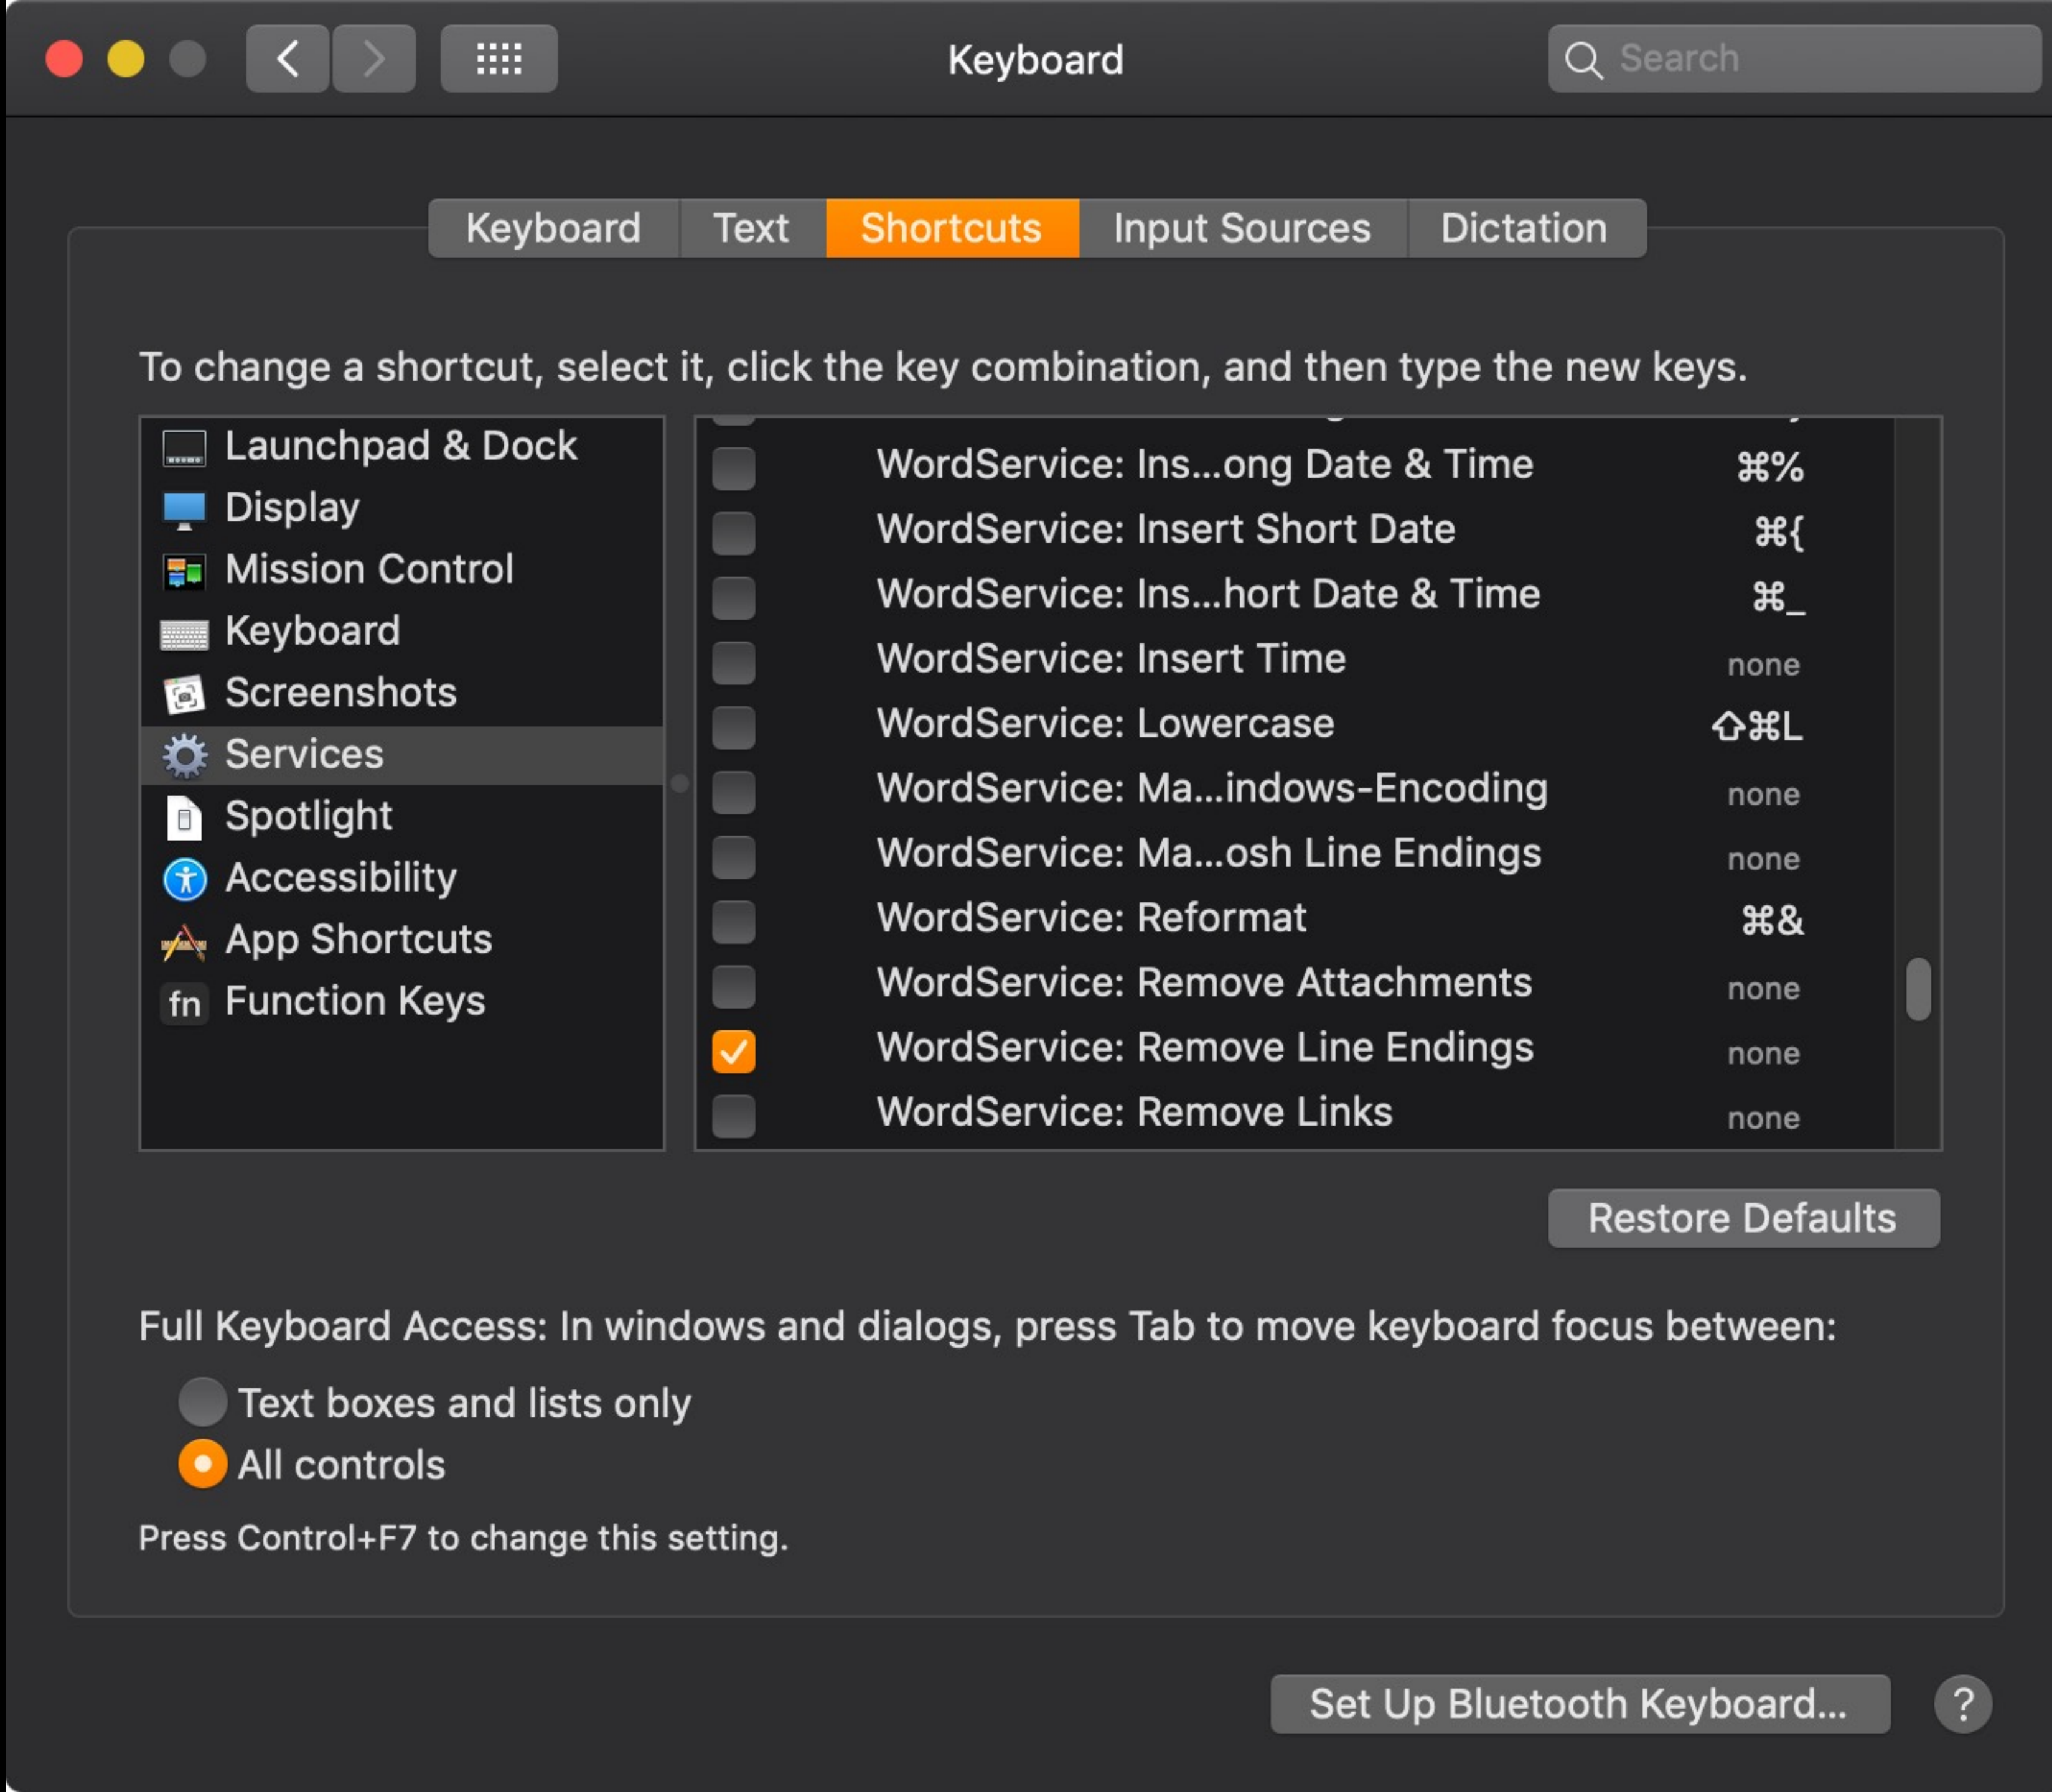 Keyboard
Search
Keyboard Text Shortcuts Input Sources Dictation
To change a shortcut, select it, click the key combination, and then type the new keys.
Launchpad & Dock
Display
Mission Control
Keyboard
Screenshots
Services
Spotlight
Accessibility
App Shortcuts
fn Function Keys
WordService: Ins...ong Date & Time ⌘%
WordService: Insert Short Date ⌘{
WordService: Ins...hort Date & Time ⌘_
WordService: Insert Time none
WordService: Lowercase ⇧⌘L
WordService: Ma...indows-Encoding none
WordService: Ma...osh Line Endings none
WordService: Reformat ⌘&
WordService: Remove Attachments none
WordService: Remove Line Endings none
WordService: Remove Links none
Restore Defaults
Full Keyboard Access: In windows and dialogs, press Tab to move keyboard focus between:
Text boxes and lists only
All controls
Press Control+F7 to change this setting.
Set Up Bluetooth Keyboard...
?